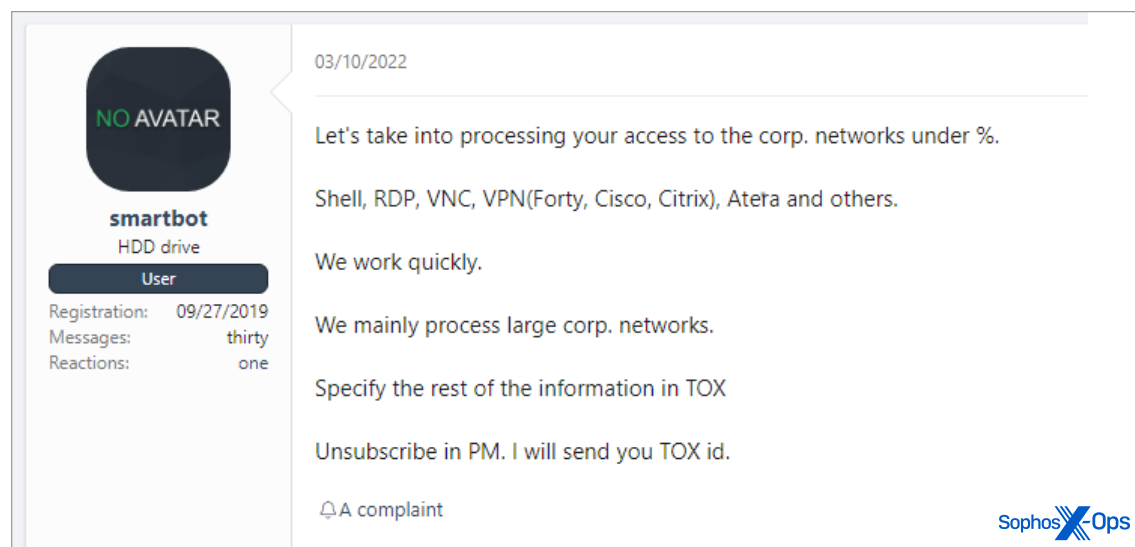 NO AVATAR
smartbot
HDD drive
User
Registration: 09/27/2019
Messages: thirty
Reactions: one
03/10/2022
Let's take into processing your access to the corp. networks under %.
Shell, RDP, VNC, VPN(Forty, Cisco, Citrix), Atera and others.
We work quickly.
We mainly process large corp. networks.
Specify the rest of the information in TOX
Unsubscribe in PM. I will send you TOX id.
A complaint
Sophos X-Ops